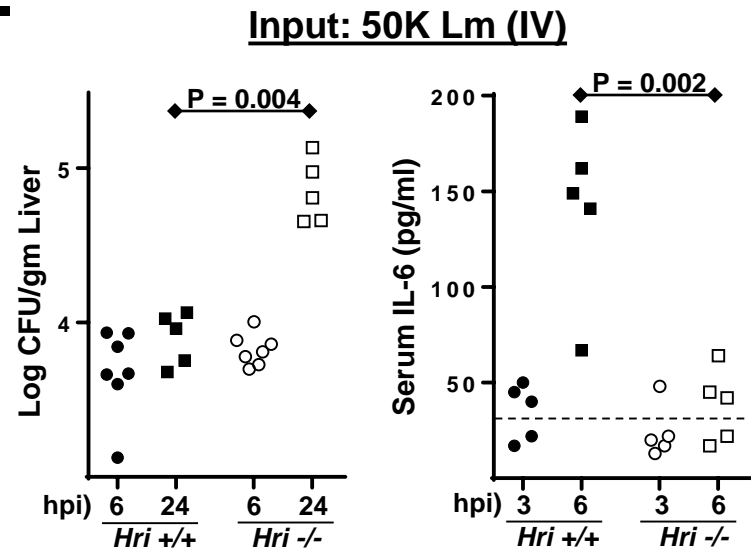 Input: 50K Lm (IV)
P = 0.004
Log CFU/gm Liver
5
4
hpi) 6 24 6 24
Hri +/+ Hri -/-
P = 0.002
Serum IL-6 (pg/ml)
200
150
100
50
hpi) 3 6 3 6
Hri +/+ Hri -/-